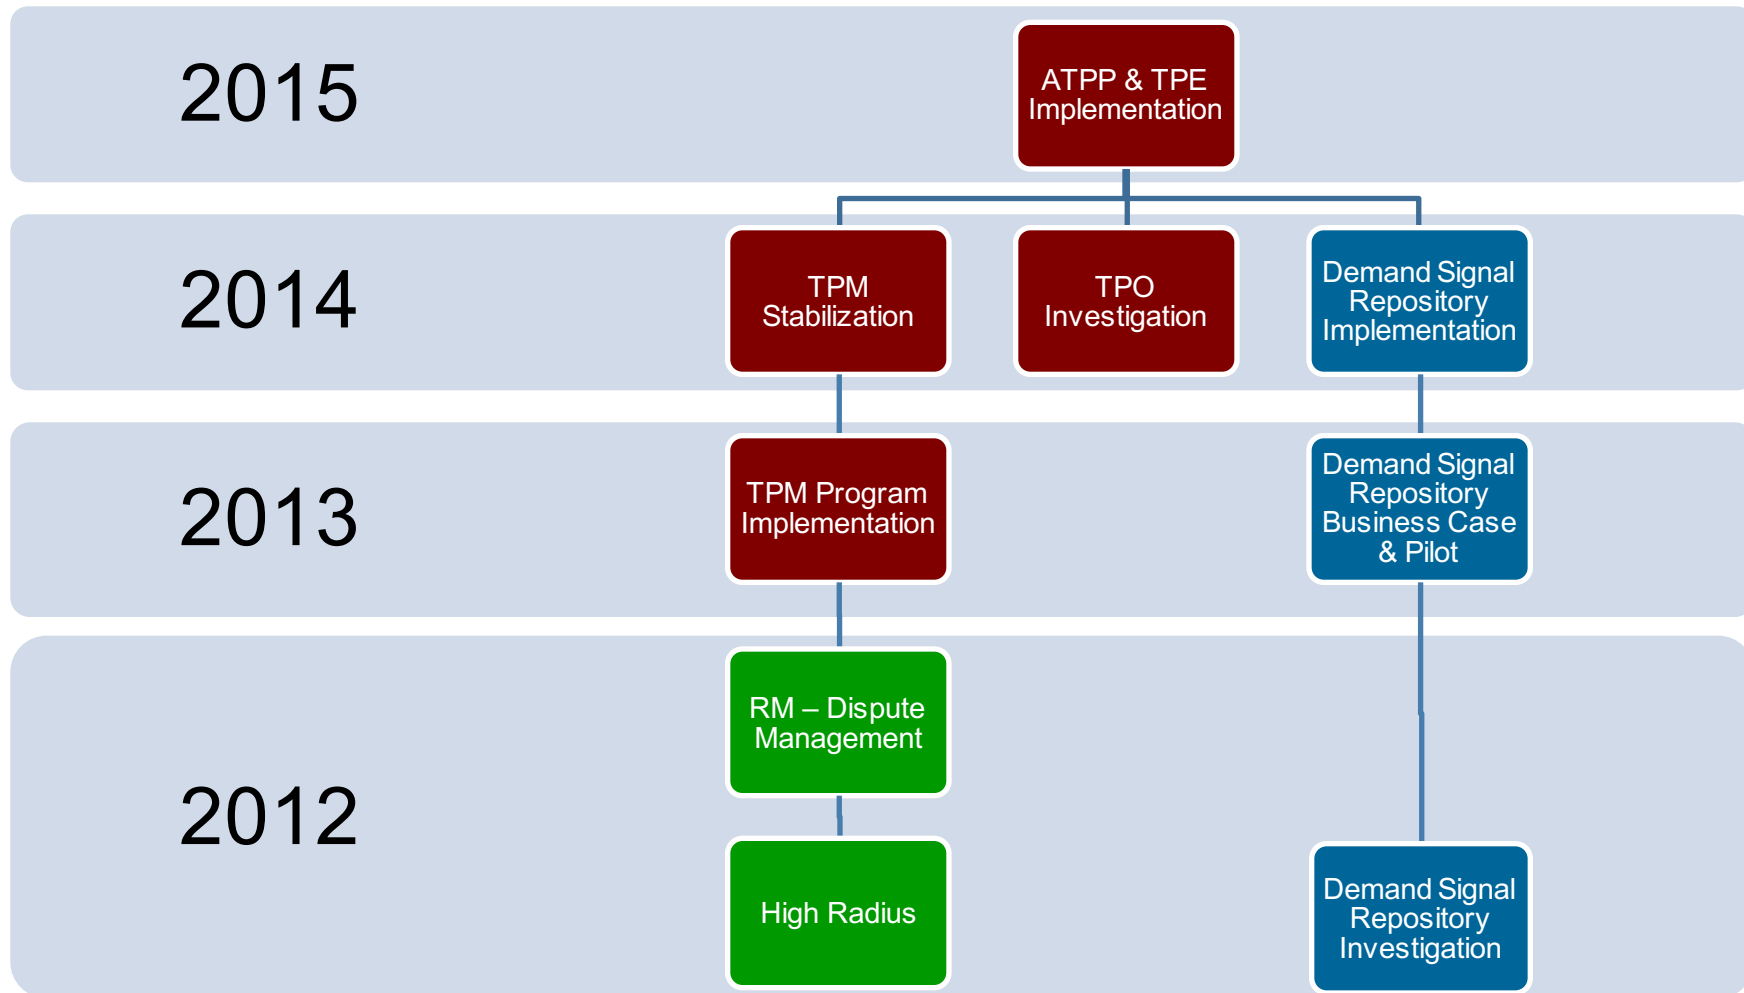 2015
ATPP & TPE
Implementation
2014
TPM
Stabilization
TPO
Investigation
Demand Signal
Repository
Implementation
2013
TPM Program
Implementation
Demand Signal
Repository
Business Case
& Pilot
2012
RM – Dispute
Management
High Radius
Demand Signal
Repository
Investigation